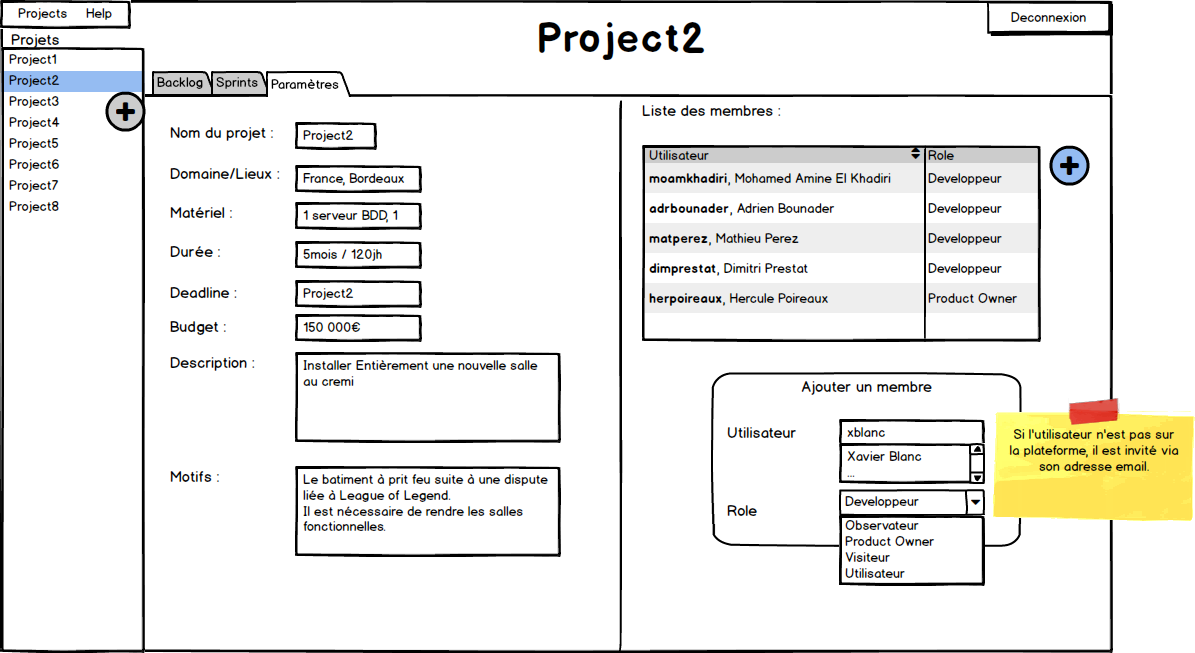 Projects Help
Deconnexion
Project2
Projets
Project1
Project2
Project3
Project4
Project5
Project6
Project7
Project8
Backlog Sprints Paramètres
Nom du projet : Project2
Domaine/Lieux : France, Bordeaux
Matériel : 1 serveur BDD, 1
Durée : 5mois / 120jh
Deadline : Project2
Budget : 150 000€
Description : Installer Entièrement une nouvelle salle
au cremi
Motifs : Le batiment à prit feu suite à une dispute
liée à League of Legend.
Il est nécessaire de rendre les salles
fonctionnelles.
Liste des membres :
Utilisateur Role
moamkhadiri, Mohamed Amine El Khadiri Developpeur
adrbounader, Adrien Bounader Developpeur
matperez, Mathieu Perez Developpeur
dimprestat, Dimitri Prestat Developpeur
herpoireaux, Hercule Poireaux Product Owner
Ajouter un membre
Utilisateur xblanc
Xavier Blanc
...
Role Developpeur
Observateur
Product Owner
Visiteur
Utilisateur
Si l'utilisateur n'est pas sur
la plateforme, il est invité via
son adresse email.